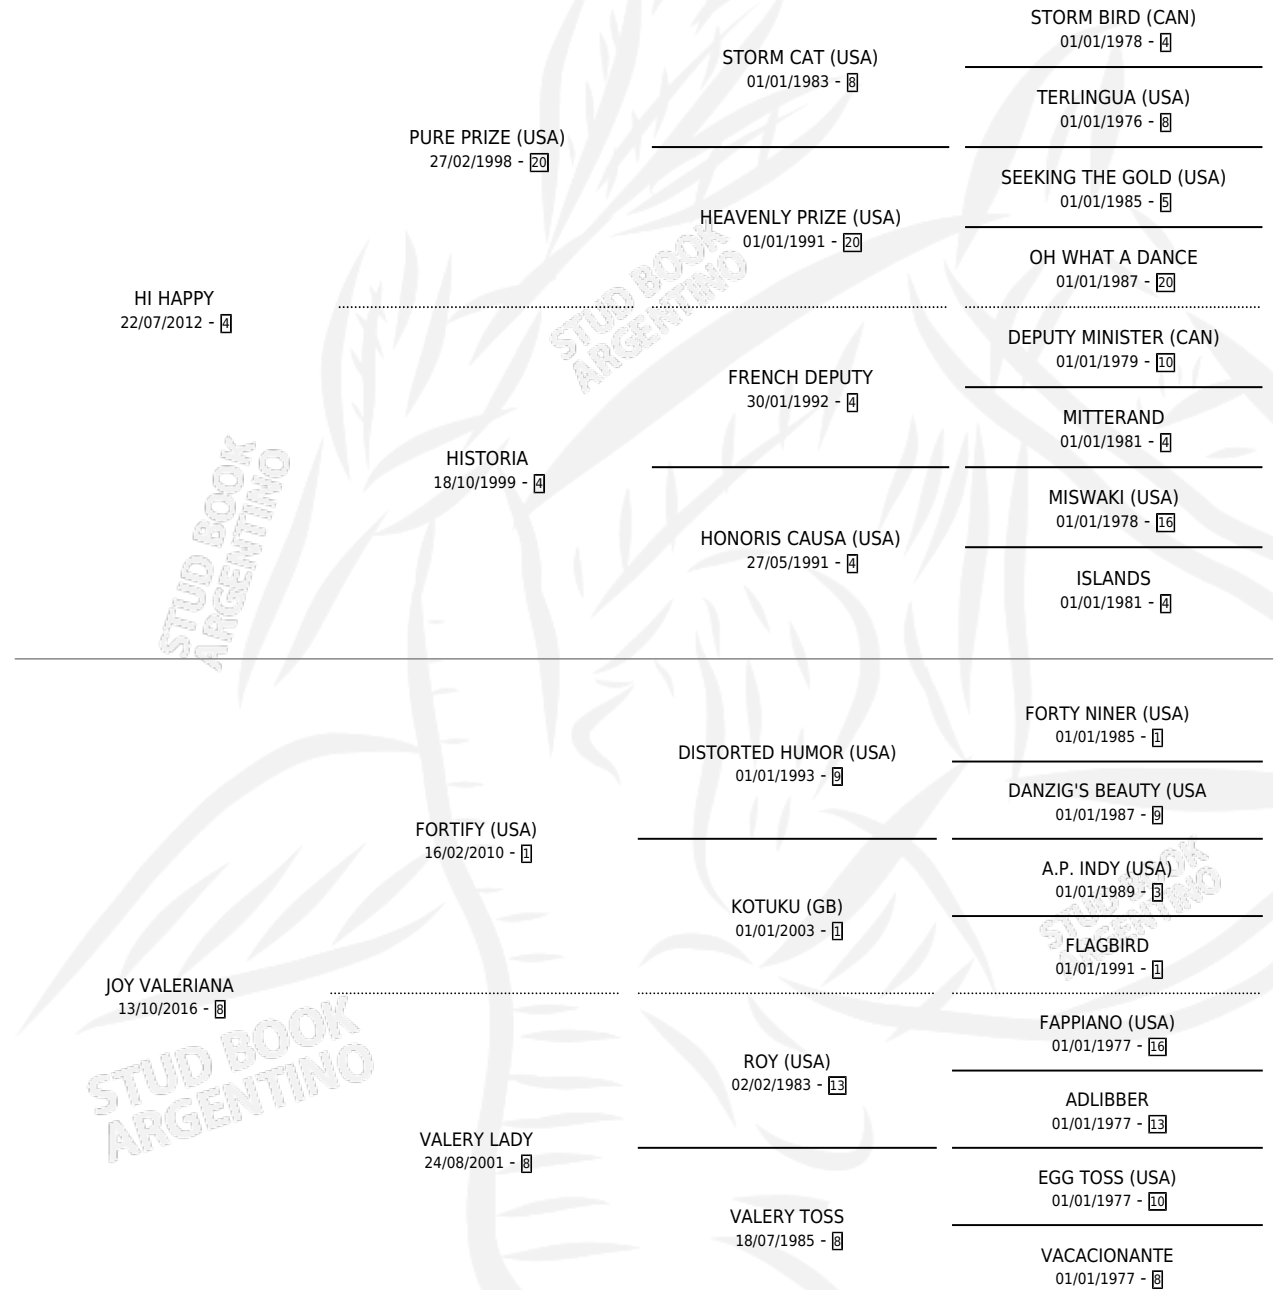 STORM BIRD (CAN)
01/01/1978 - 4
STORM CAT (USA)
01/01/1983 - 8
TERLINGUA (USA)
01/01/1976 - 8
PURE PRIZE (USA)
27/02/1998 - 20
SEEKING THE GOLD (USA)
01/01/1985 - 5
HEAVENLY PRIZE (USA)
01/01/1991 - 20
OH WHAT A DANCE
01/01/1987 - 20
HI HAPPY
22/07/2012 - 4
STUD BOOK
ARGENTINO
DEPUTY MINISTER (CAN)
01/01/1979 - 10
FRENCH DEPUTY
30/01/1992 - 4
MITTERAND
01/01/1981 - 4
HISTORIA
18/10/1999 - 4
MISWAKI (USA)
01/01/1978 - 16
HONORIS CAUSA (USA)
27/05/1991 - 4
ISLANDS
01/01/1981 - 4
STUD BOOK
ARGENTINO
FORTY NINER (USA)
01/01/1985 - 1
DISTORTED HUMOR (USA)
01/01/1993 - 9
DANZIG'S BEAUTY (USA
01/01/1987 - 9
FORTIFY (USA)
16/02/2010 - 1
A.P. INDY (USA)
01/01/1989 - 3
KOTUKU (GB)
01/01/2003 - 1
STUD BOOK
ARGENTINO
FLAGBIRD
01/01/1991 - 1
JOY VALERIANA
13/10/2016 - 8
STUD BOOK
ARGENTINO
FAPPIANO (USA)
01/01/1977 - 16
ROY (USA)
02/02/1983 - 13
ADLIBBER
01/01/1977 - 13
VALERY LADY
24/08/2001 - 8
EGG TOSS (USA)
01/01/1977 - 10
VALERY TOSS
18/07/1985 - 8
VACACIONANTE
01/01/1977 - 8